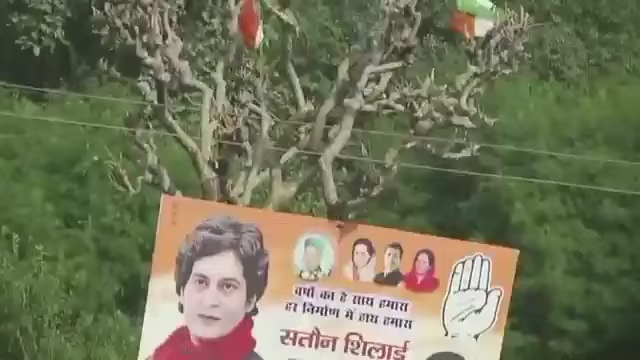 वर्षो का है साथ हमारा
हर निर्माण में हाथ हमारा
सतौन शिलाई